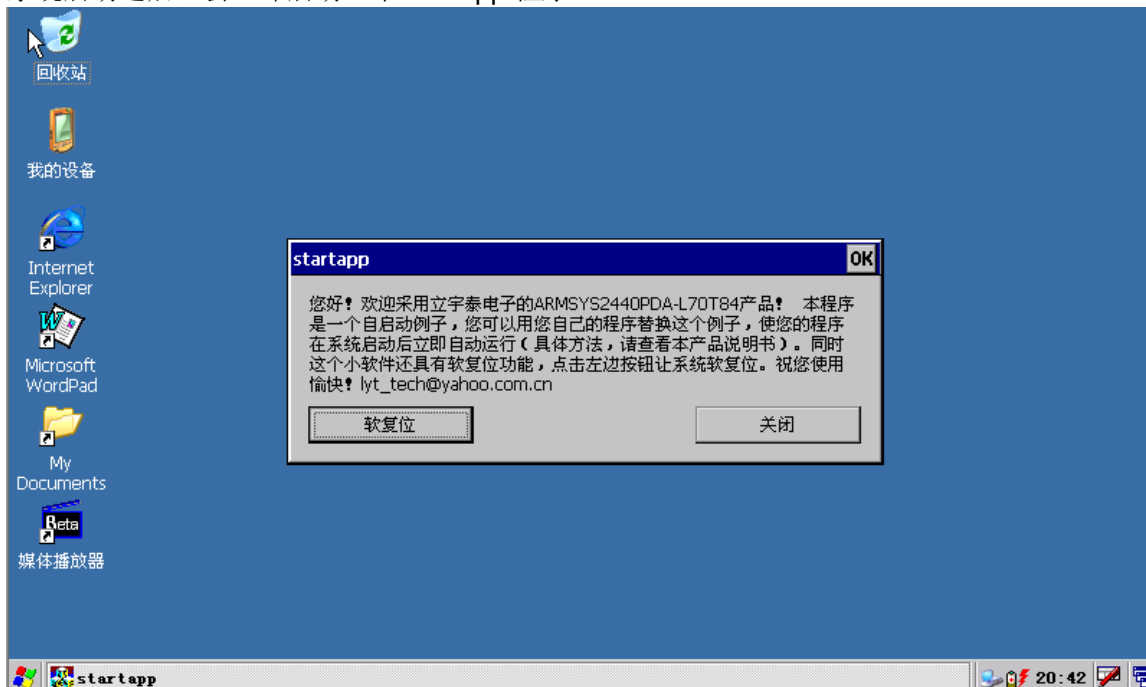 回收站
我的设备
Internet
Explorer
Microsoft
WordPad
My
Documents
Beta
媒体播放器
startapp
OK
您好！欢迎采用立宇泰电子的ARMSYS2440PDA-L70T84产品！ 本程序
是一个自启动例子，您可以用您自己的程序替换这个例子，使您的程序
在系统启动后立即自动运行（具体方法，请查看本产品说明书）。同时
这个小软件还具有软复位功能，点击左边按钮让系统软复位。祝您使用
愉快！lyt_tech@yahoo.com.cn
软复位
关闭
startapp
20:42